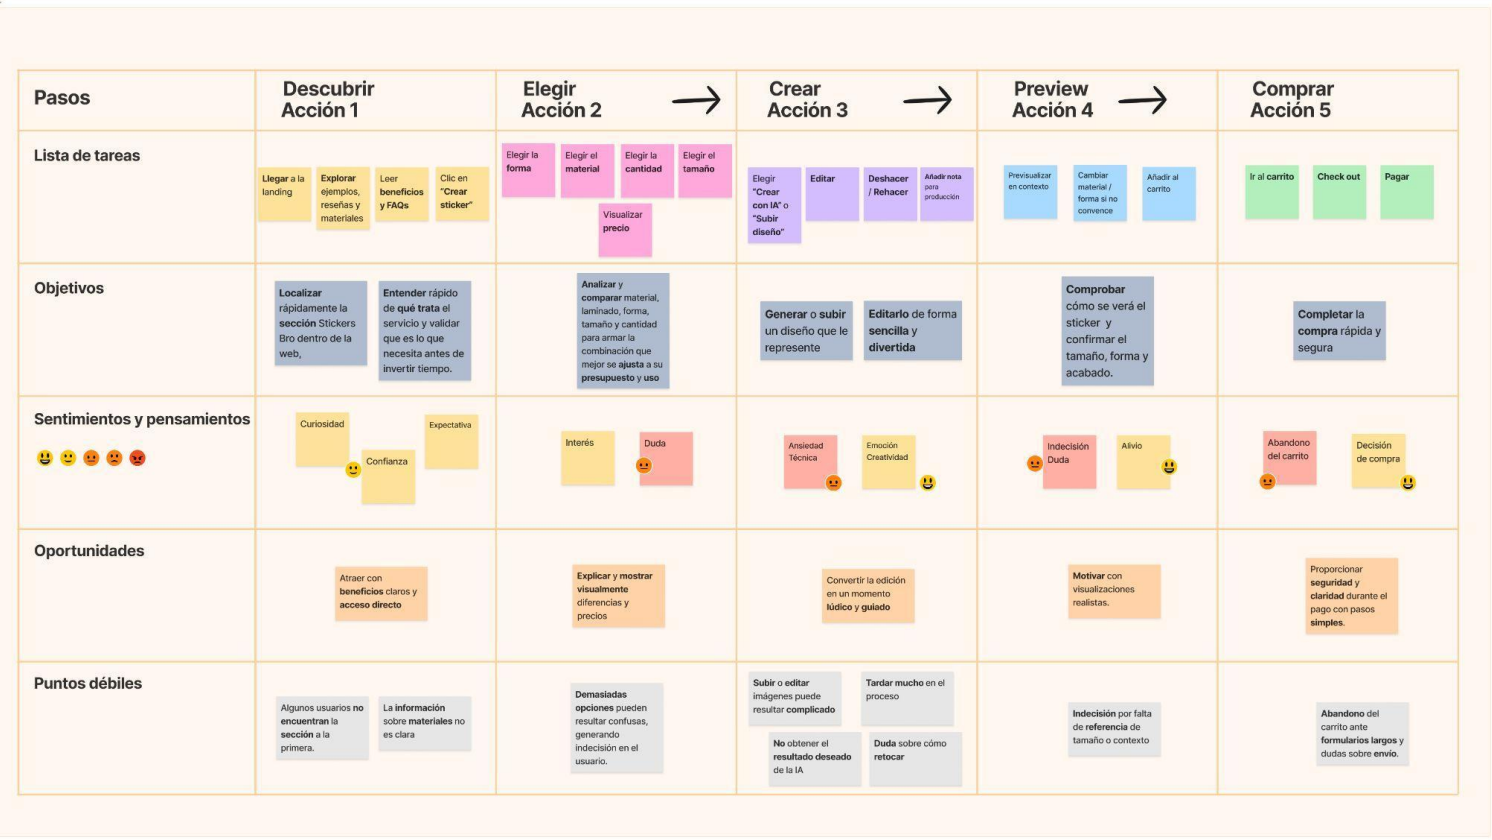 Pasos
Descubrir
Acción 1
Elegir
Acción 2
Crear
Acción 3
Preview
Acción 4
Comprar
Acción 5
Lista de tareas
Llegar a la
landing
Explorar
ejemplos,
reseñas y
materiales
Leer
beneficios
y FAQs
Clic en
"Crear
sticker"
Elegir la
forma
Elegir el
material
Elegir la
cantidad
Elegir el
tamaño
Visualizar
precio
Elegir
"Crear
con IA" o
"Subir
diseño"
Editar
Deshacer
/ Rehacer
Añadir nota
para
producción
Previsualizar
en contexto
Cambiar
material /
forma si no
convence
Añadir al
carrito
Ir al carrito
Check out
Pagar
Objetivos
Localizar
rápidamente la
sección Stickers
Bro dentro de la
web,
Entender rápido
de qué trata el
servicio y validar
que es lo que
necesita antes de
invertir tiempo.
Analizar y
comparar material,
laminado, forma,
tamaño y cantidad
para armar la
combinación que
mejor se ajusta a su
presupuesto y uso
Generar o subir
un diseño que le
represente
Editarlo de forma
sencilla y
divertida
Comprobar
cómo se verá el
sticker y
confirmar el
tamaño, forma y
acabado.
Completar la
compra rápida y
segura
Sentimientos y pensamientos
Curiosidad
Confianza
Expectativa
Interés
Duda
Ansiedad
Técnica
Emoción
Creatividad
Indecisión
Duda
Alivio
Abandono
del carrito
Decisión
de compra
Oportunidades
Atraer con
beneficios claros y
acceso directo
Explicar y mostrar
visualmente
diferencias y
precios
Convertir la edición
en un momento
lúdico y guiado
Motivar con
visualizaciones
realistas.
Proporcionar
seguridad y
claridad durante el
pago con pasos
simples.
Puntos débiles
Algunos usuarios no
encuentran la
sección a la
primera.
La información
sobre materiales no
es clara
Demasiadas
opciones pueden
resultar confusas,
generando
indecisión en el
usuario.
Subir o editar
imágenes puede
resultar complicado
Tardar mucho en el
proceso
No obtener el
resultado deseado
de la IA
Duda sobre cómo
retocar
Indecisión por falta
de referencia de
tamaño o contexto
Abandono del
carrito ante
formularios largos y
dudas sobre envío.